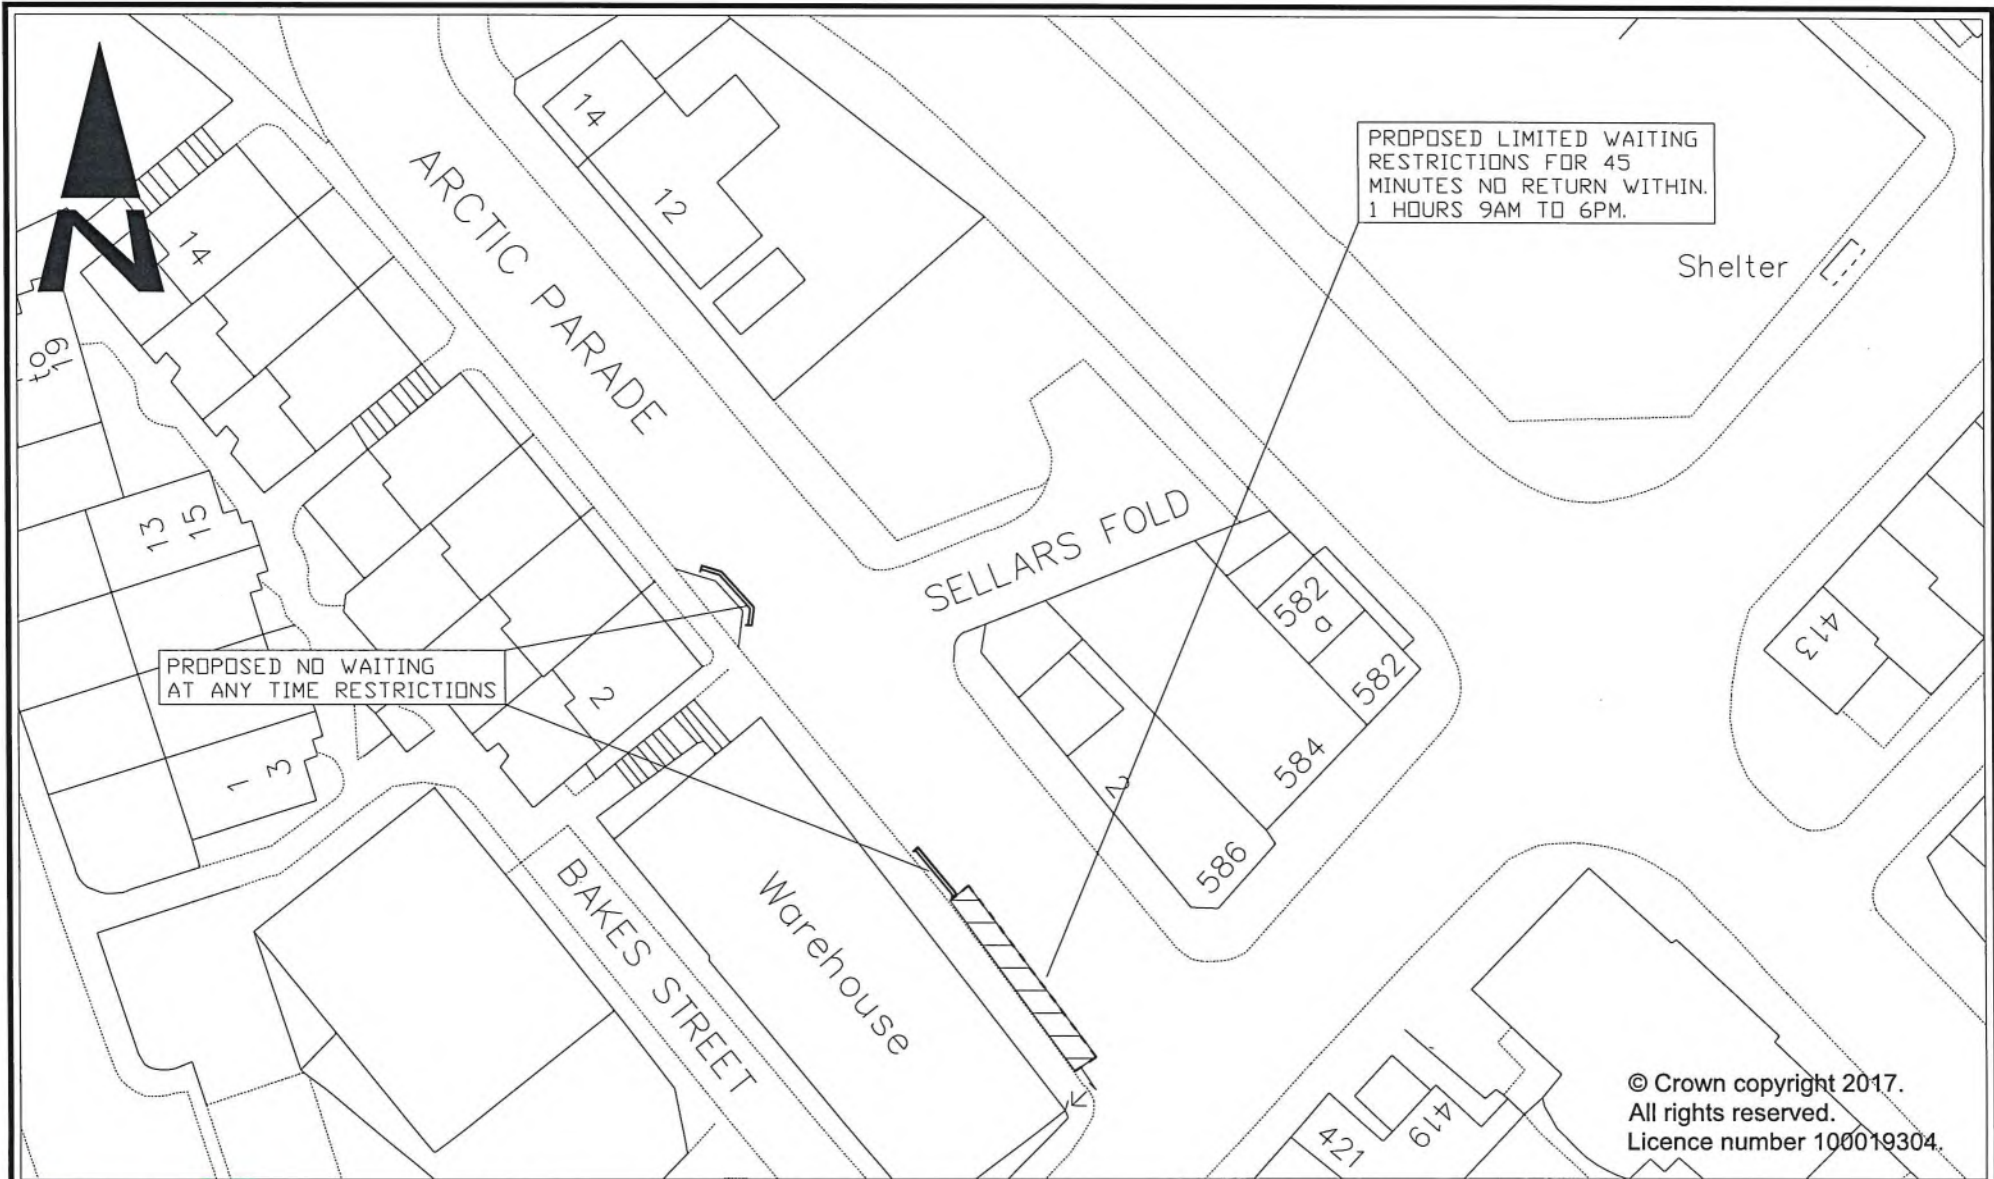 N
ARCTIC PARADE
14
12
14
PROPOSED LIMITED WAITING
RESTRICTIONS FOR 45
MINUTES NO RETURN WITHIN.
1 HOURS 9AM TO 6PM.
Shelter
to
19
13
15
SELLARS FOLD
582
a
582
584
586
2
413
PROPOSED NO WAITING
AT ANY TIME RESTRICTIONS
2
1
3
BAKES STREET
Warehouse
421
419
© Crown copyright 2017.
All rights reserved.
Licence number 100019304.